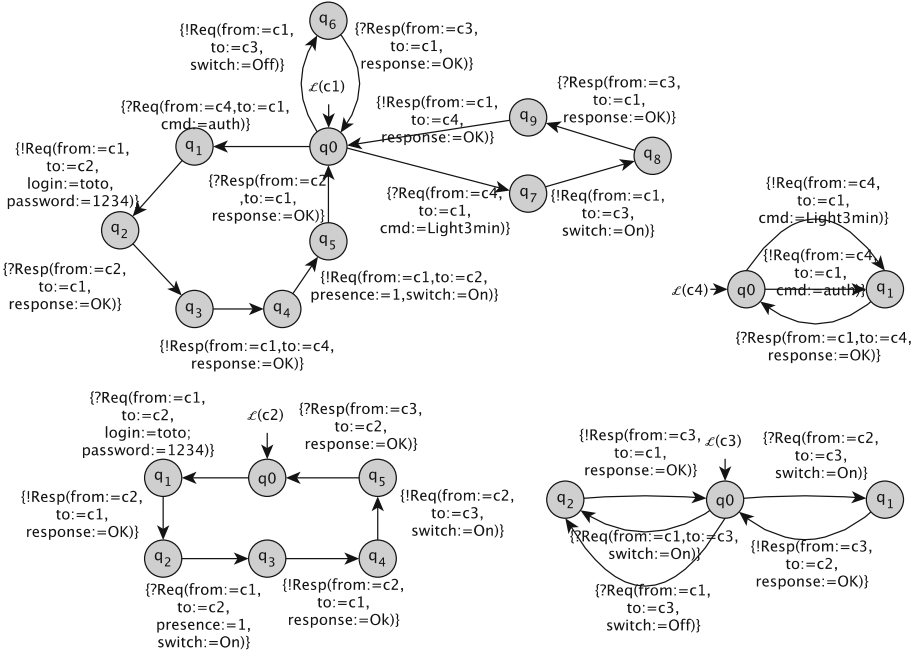 q6
{!Req(from:=c1,
to:=c3,
switch:=Off)}
{?Resp(from:=c3,
to:=c1,
response:=OK)}
ℒ(c1)
{?Req(from:=c4,to:=c1,
cmd:=auth)}
{!Resp(from:=c1,
to:=c4,
response:=OK)}
{?Resp(from:=c3,
to:=c1,
response:=OK)}
q9
q1
q0
q8
{!Req(from:=c1,
to:=c2,
login:=toto,
password:=1234)}
{?Resp(from:=c2
,to:=c1,
response:=OK)}
{?Req(from:=c4,
to:=c1,
cmd:=Light3min)}
q7
{!Req(from:=c1,
to:=c3,
switch:=On)}
q2
q5
{?Resp(from:=c2,
to:=c1,
response:=OK)}
{!Req(from:=c1,to:=c2,
presence:=1,switch:=On)}
q3
q4
{!Resp(from:=c1,to:=c4,
response:=OK)}
{!Req(from:=c4,
to:=c1,
cmd:=Light3min)}
{!Req(from:=c4,
to:=c1,
cmd:=auth)}
ℒ(c4)
q0
q1
{?Resp(from:=c1,to:=c4,
response:=OK)}
{?Req(from:=c1,
to:=c2,
login:=toto;
password:=1234)}
ℒ(c2)
{?Resp(from:=c3,
to:=c2,
response:=OK)}
q1
q0
q5
{!Resp(from:=c2,
to:=c1,
response:=OK)}
{!Req(from:=c2,
to:=c3,
switch:=On)}
q2
q3
q4
{?Req(from:=c1,
to:=c2,
presence:=1,
switch:=On)}
{!Resp(from:=c2,
to:=c1,
response:=Ok)}
{!Resp(from:=c3,
to:=c1,
response:=OK)}
ℒ(c3)
{?Req(from:=c2,
to:=c3,
switch:=On)}
q2
q0
q1
{?Req(from:=c1,to:=c3,
switch:=On)}
{!Resp(from:=c3,
to:=c2,
response:=OK)}
{?Req(from:=c1,
to:=c3,
switch:=Off)}